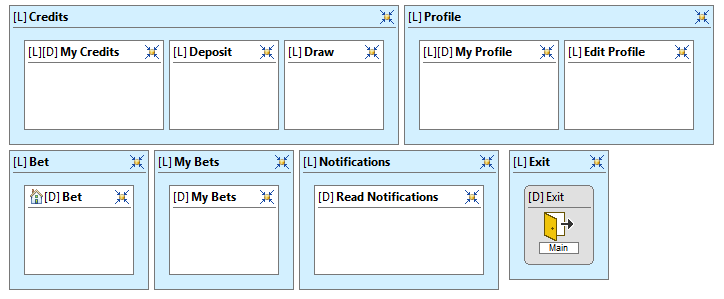 [L] Credits
[L][D] My Credits
[L] Deposit
[L] Draw
[L] Profile
[L][D] My Profile
[L] Edit Profile
[L] Bet
[D] Bet
[L] My Bets
[D] My Bets
[L] Notifications
[D] Read Notifications
[L] Exit
[D] Exit
Main